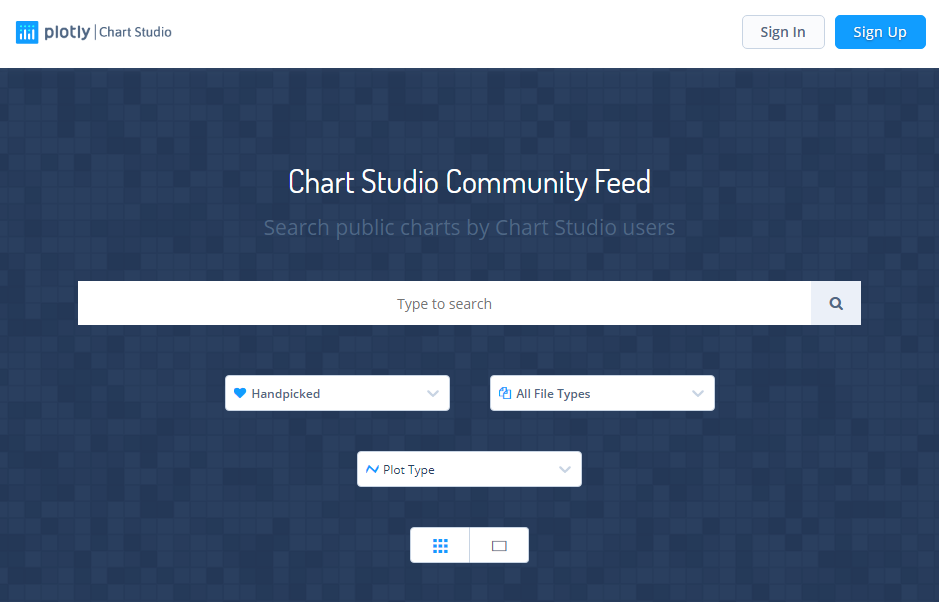 plotly | Chart Studio
Sign In
Sign Up
Chart Studio Community Feed
Search public charts by Chart Studio users
Type to search
Handpicked
All File Types
Plot Type